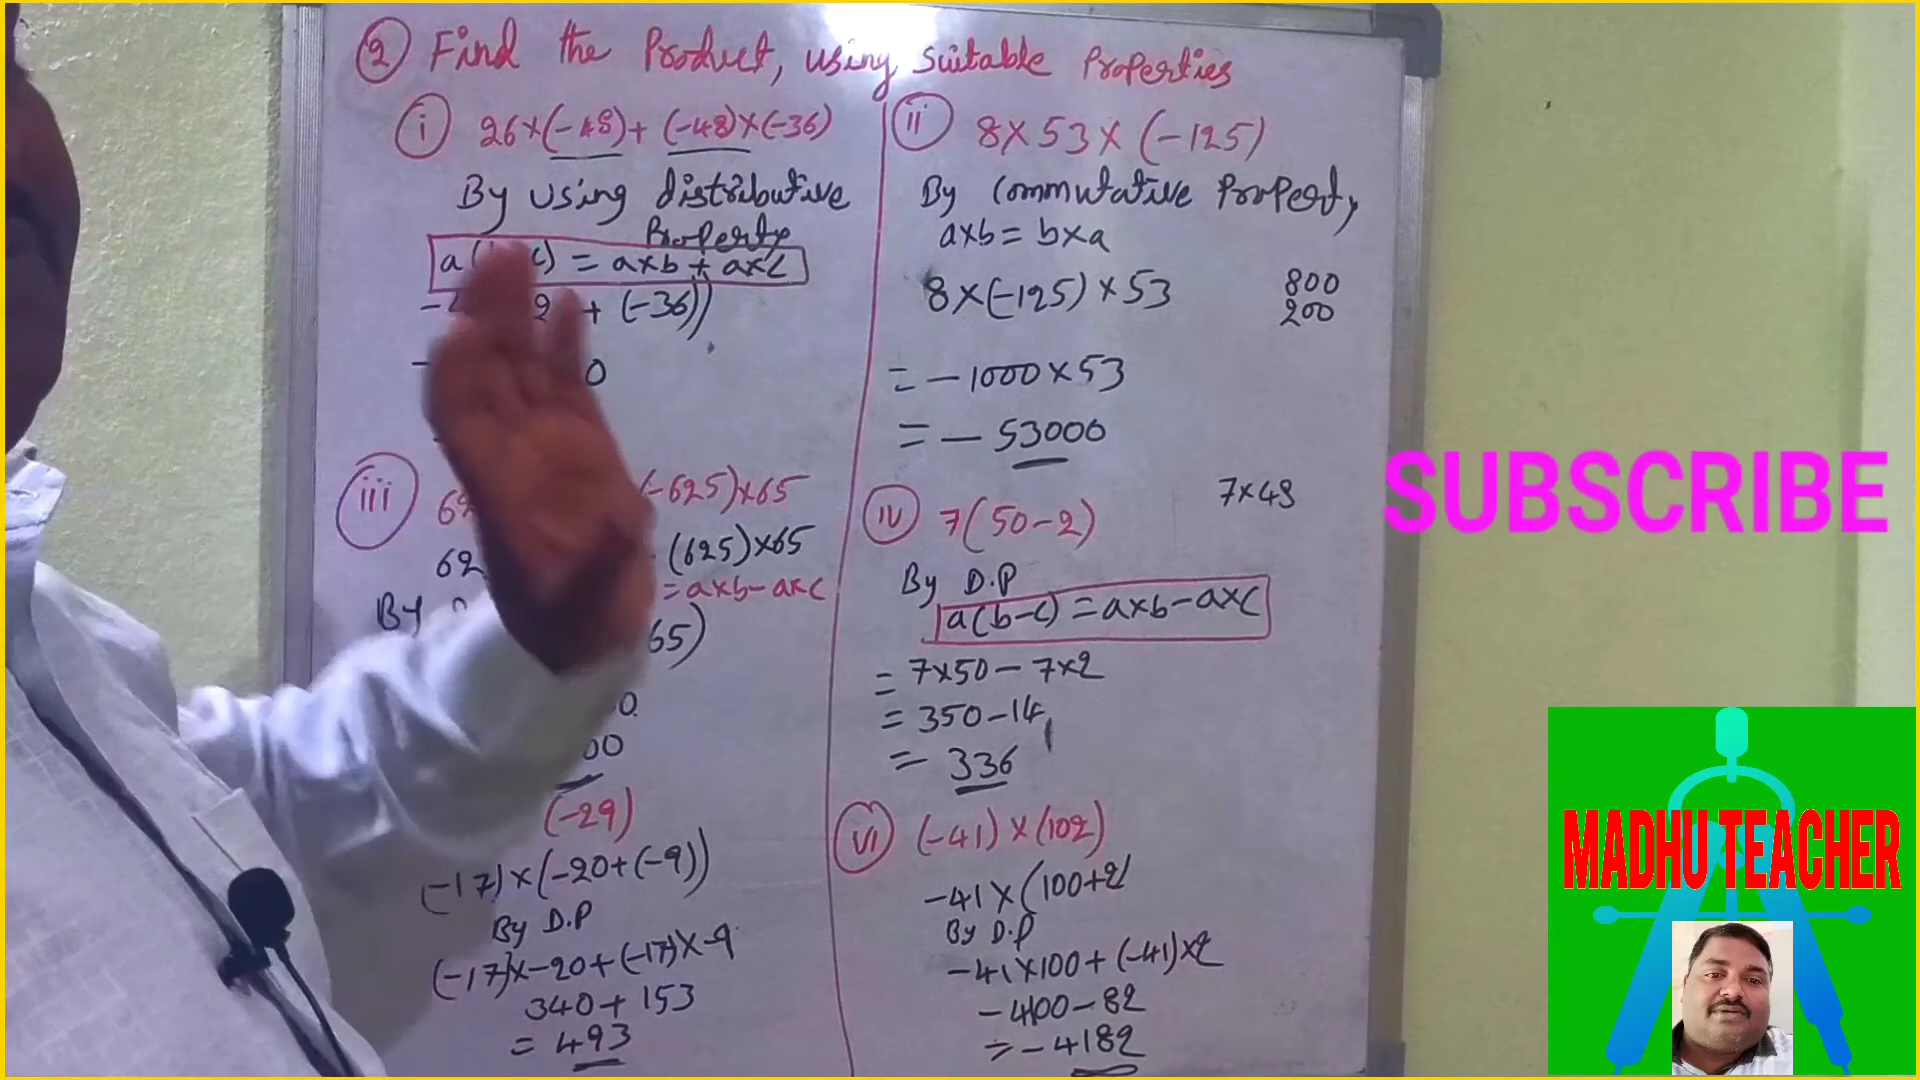 2 Find the Product, using suitable Properties
i 26×(-48)+(-48)×(-36)
By using distributive
Property
a( c) = a×b + a×c
+ (-36))
0
iii 6 (-625)×65
62 (625)×65
By = a×b-a×c
65)
0
00
(-29)
(-17)×(-20+(-9))
By D.P
(-17)×-20+(-17)×-9
340+153
= 493
ii 8×53×(-125)
By Commutative Property
a×b = b×a
8×(-125)×53
800
200
= -1000×53
= -53000
iv 7(50-2)
7×48
By D.P
a(b-c) = a×b-a×c
= 7×50-7×2
= 350-14
= 336
vi (-41)×(102)
-41×(100+2)
By D.P
-41×100+(-41)×2
-4100-82
= -4182
SUBSCRIBE
MADHU TEACHER